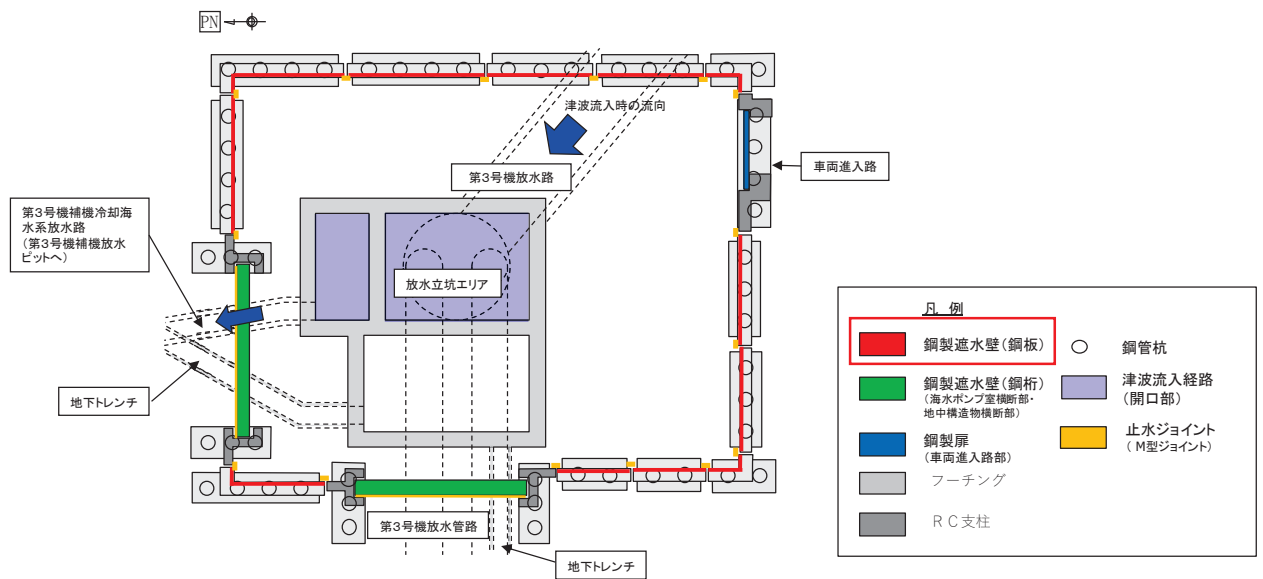 PN
津波流入時の流向
第3号機放水路
車両進入路
第3号機補機冷却海
水系放水路
(第3号機補機放水
ピットへ)
放水立坑エリア
地下トレンチ
第3号機放水管路
地下トレンチ
凡 例
鋼製遮水壁(鋼板)
鋼製遮水壁(鋼桁)
(海水ポンプ室横断部・
地中構造物横断部)
鋼製扉
(車両進入路部)
フーチング
RC支柱
鋼管杭
津波流入経路
(開口部)
止水ジョイント
(M型ジョイント)